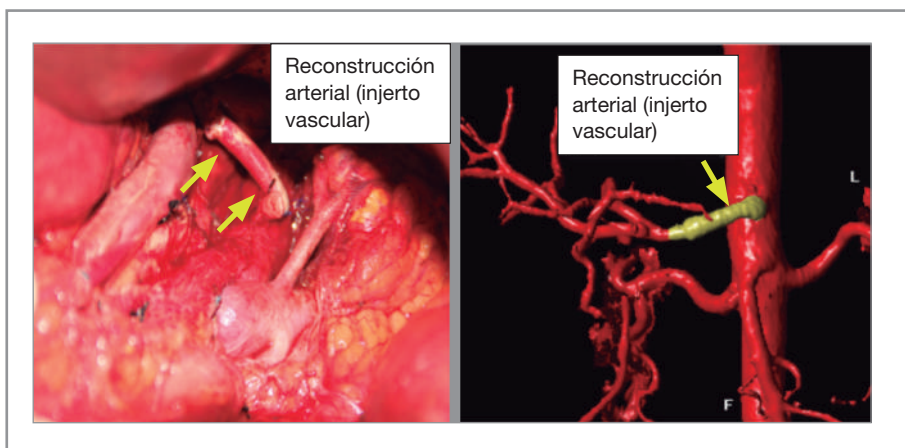 Reconstrucción
arterial (injerto
vascular)
Reconstrucción
arterial (injerto
vascular)
L
F